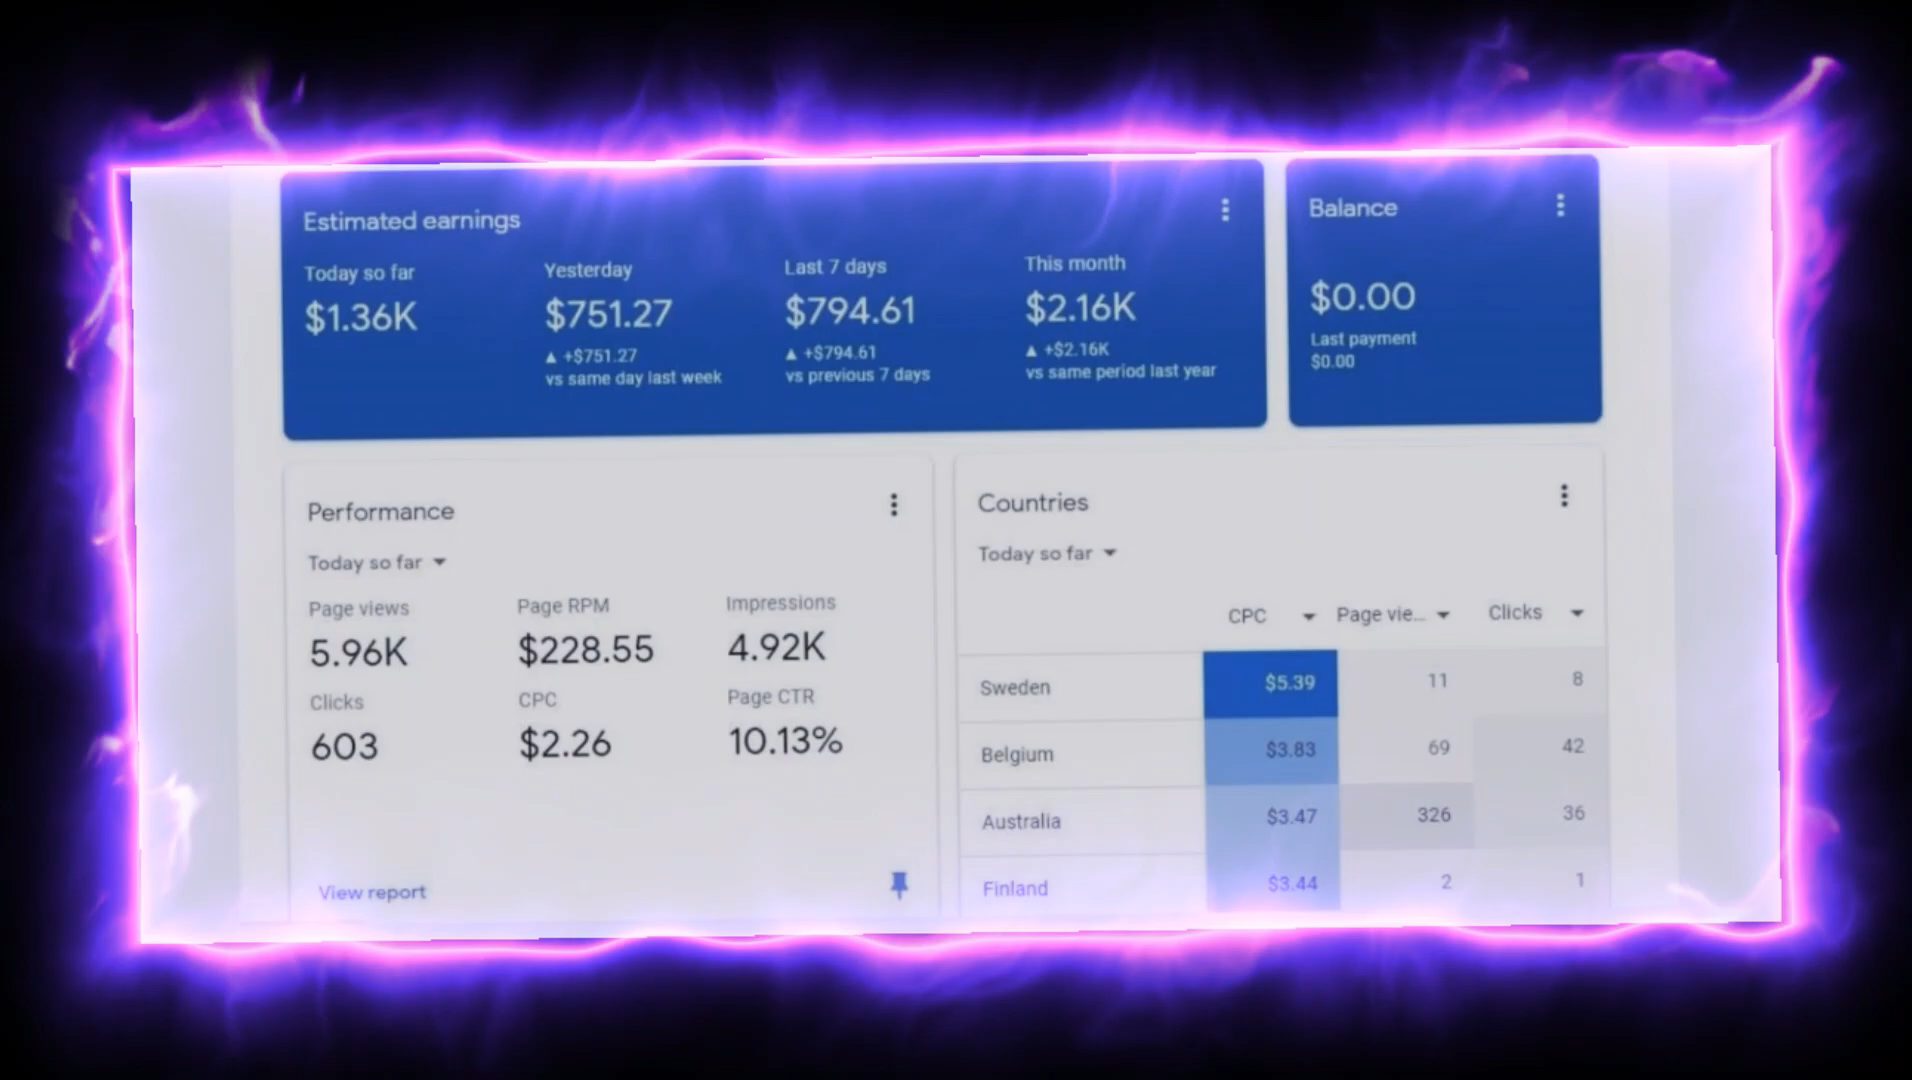 Estimated earnings
Today so far
$1.36K
Yesterday
$751.27
+$751.27
vs same day last week
Last 7 days
$794.61
+$794.61
vs previous 7 days
This month
$2.16K
+$2.16K
vs same period last year
Balance
$0.00
Last payment
$0.00
Performance
Today so far
Page views
5.96K
Page RPM
$228.55
Impressions
4.92K
Clicks
603
CPC
$2.26
Page CTR
10.13%
View report
Countries
Today so far
CPC Page vie... Clicks
Sweden $5.39 11 8
Belgium $3.83 69 42
Australia $3.47 326 36
Finland $3.44 2 1